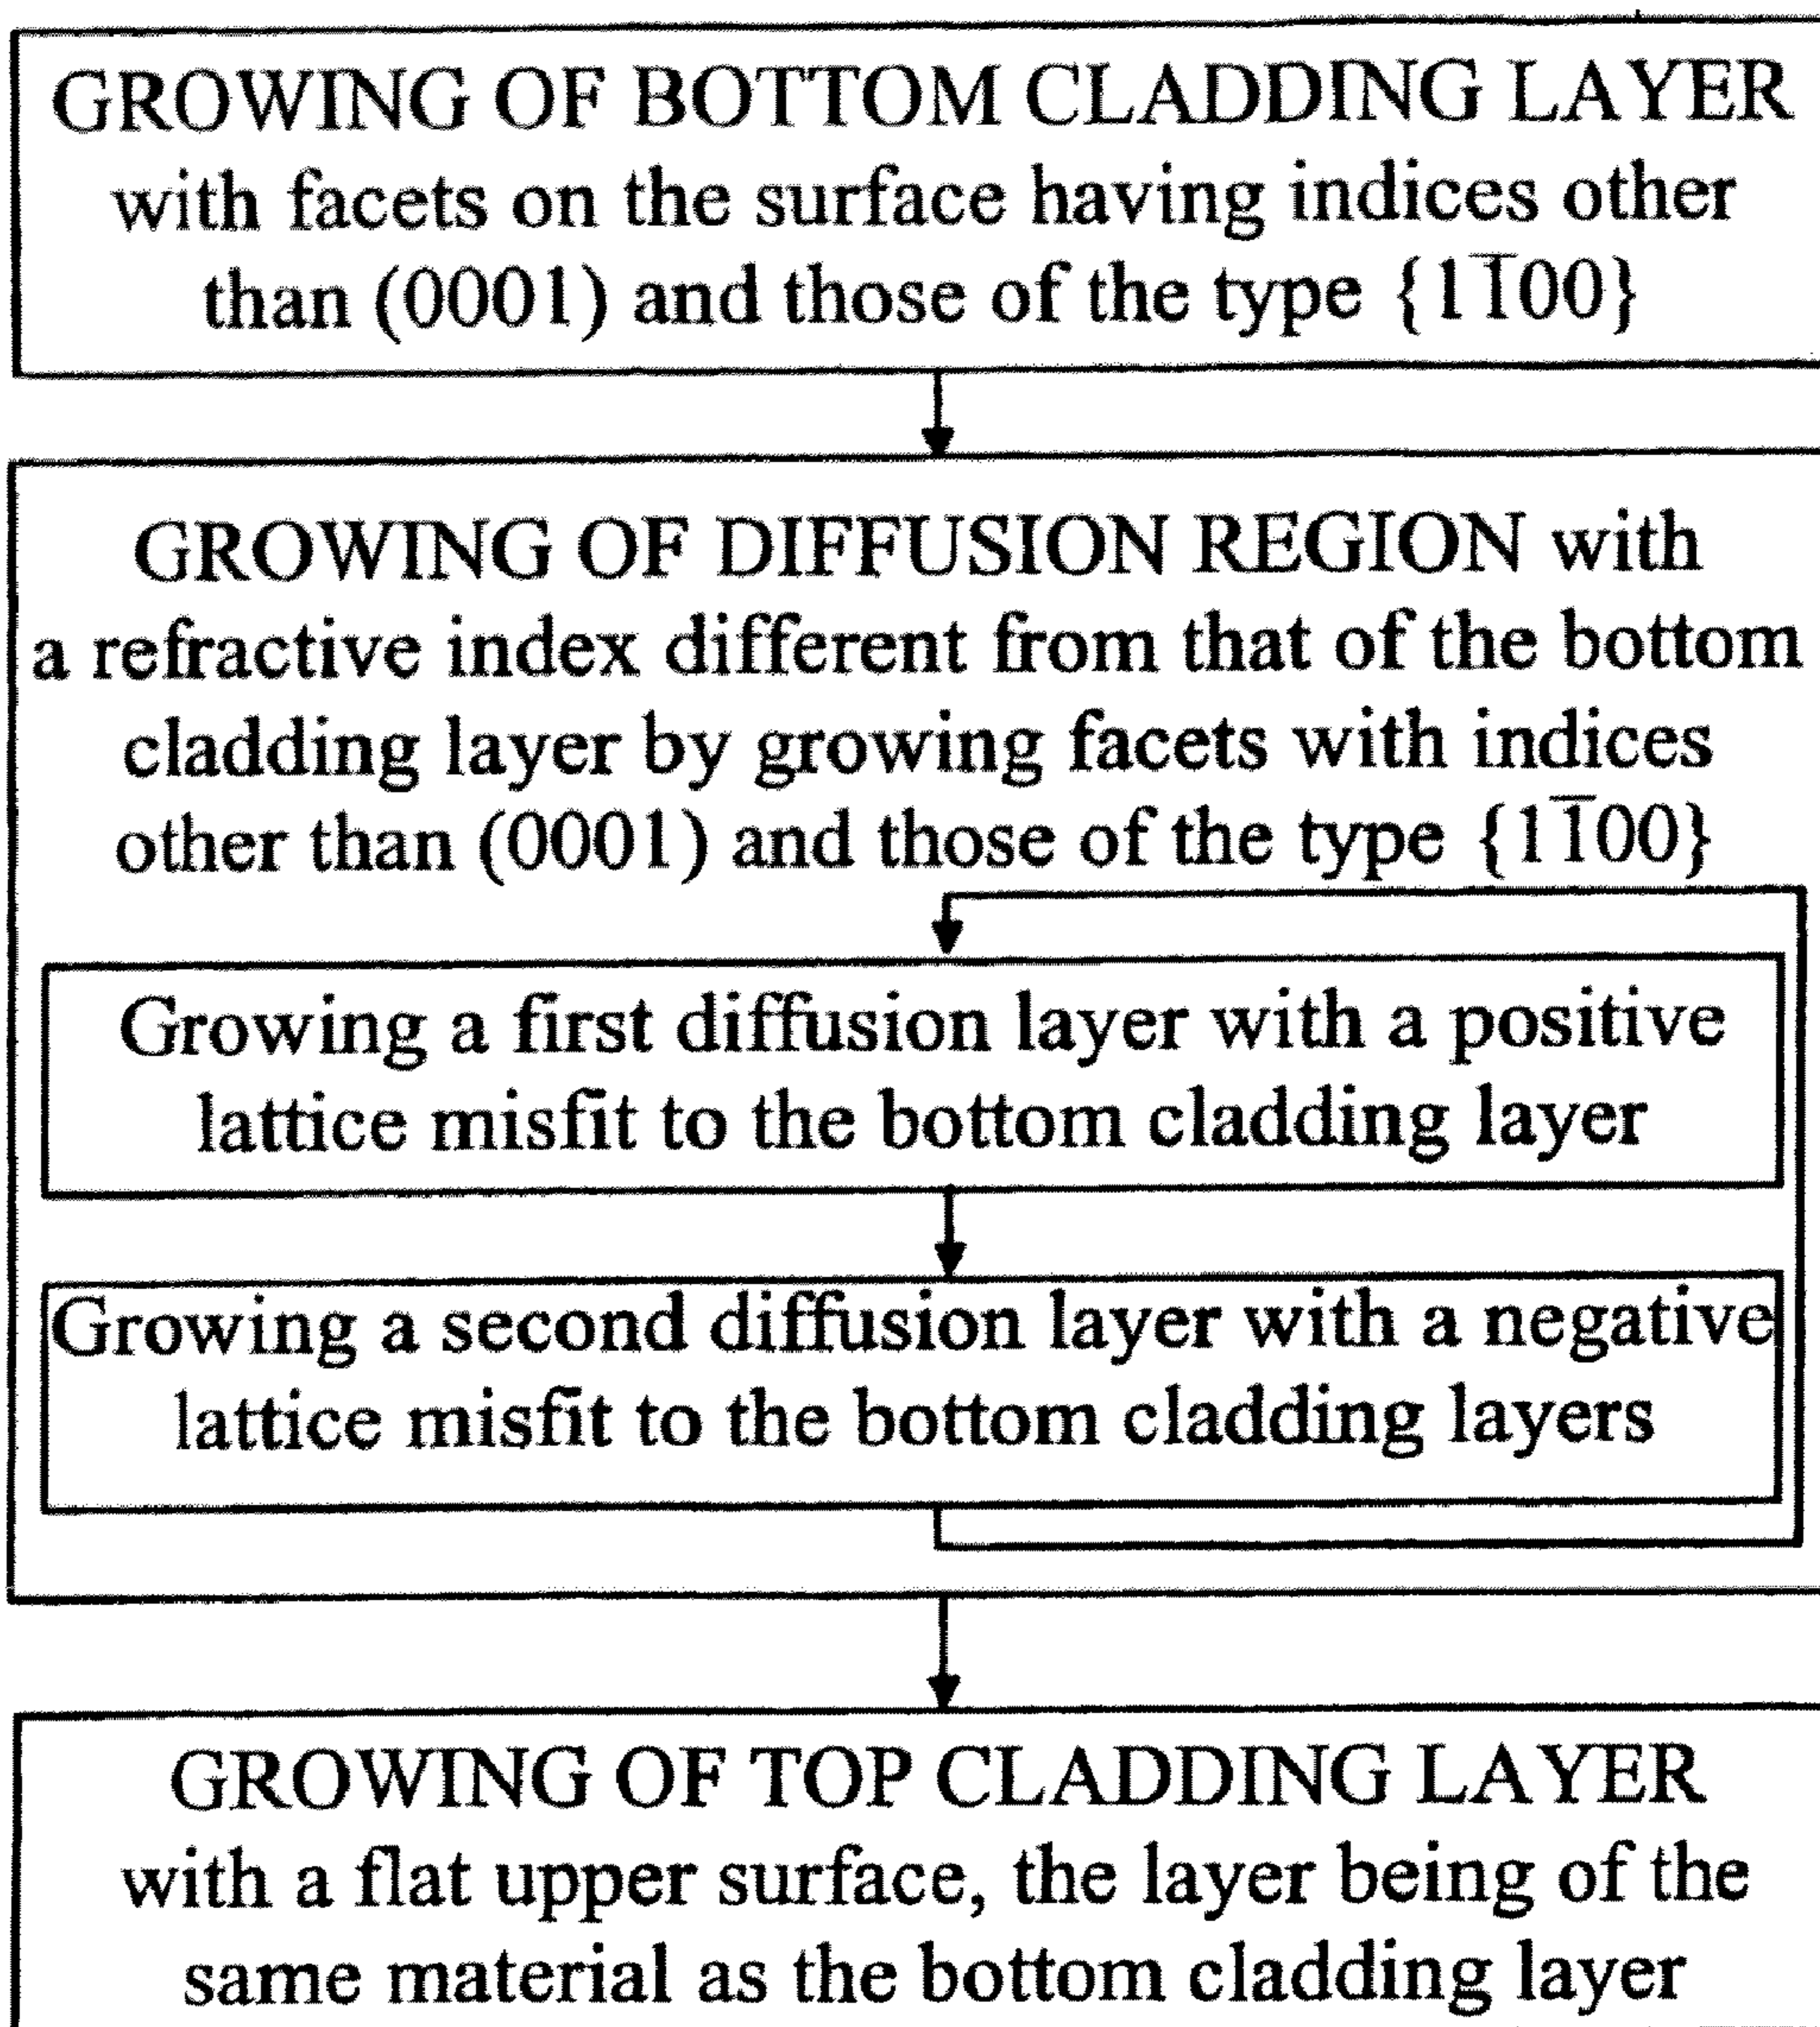 GROWING OF BOTTOM CLADDING LAYER
with facets on the surface having indices other
than (0001) and those of the type {11̅00}
GROWING OF DIFFUSION REGION with
a refractive index different from that of the bottom
cladding layer by growing facets with indices
other than (0001) and those of the type {11̅00}
Growing a first diffusion layer with a positive
lattice misfit to the bottom cladding layer
Growing a second diffusion layer with a negative
lattice misfit to the bottom cladding layers
GROWING OF TOP CLADDING LAYER
with a flat upper surface, the layer being of the
same material as the bottom cladding layer